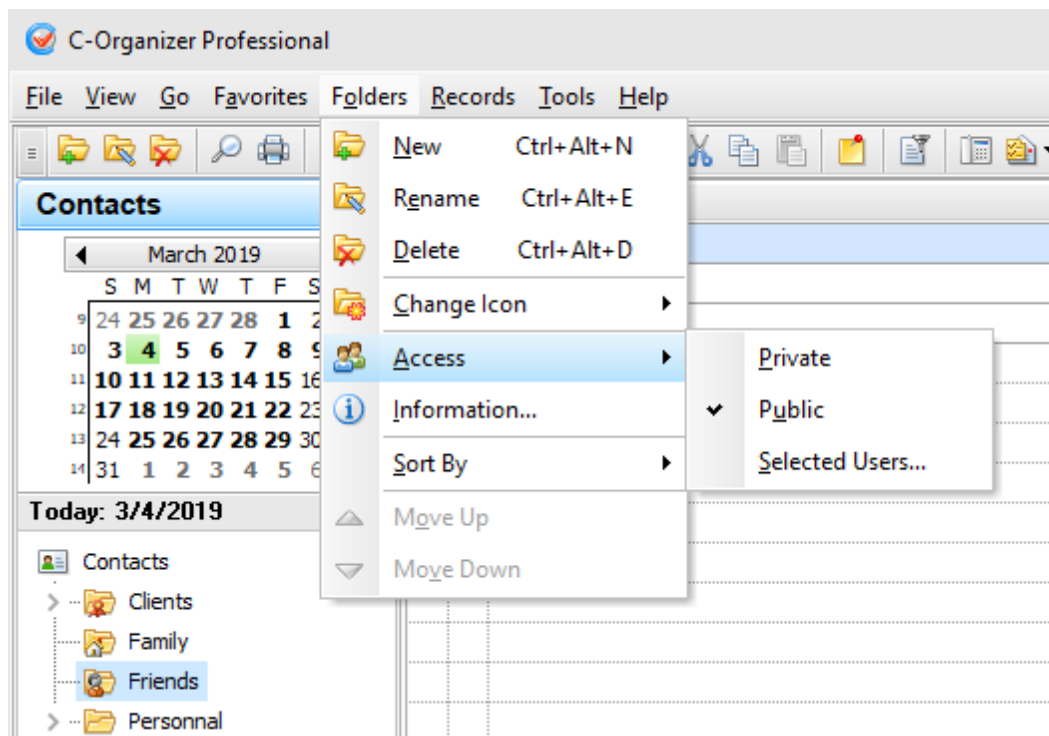 C-Organizer Professional
File View Go Favorites Folders Records Tools Help
New Ctrl+Alt+N
Rename Ctrl+Alt+E
Delete Ctrl+Alt+D
Change Icon
Access
Information...
Sort By
Move Up
Move Down
Private
Public
Selected Users...
Contacts
March 2019
S M T W T F S
9 24 25 26 27 28 1 2
10 3 4 5 6 7 8 9
11 10 11 12 13 14 15 16
12 17 18 19 20 21 22 23
13 24 25 26 27 28 29 30
14 31 1 2 3 4 5 6
Today: 3/4/2019
Contacts
Clients
Family
Friends
Personnal